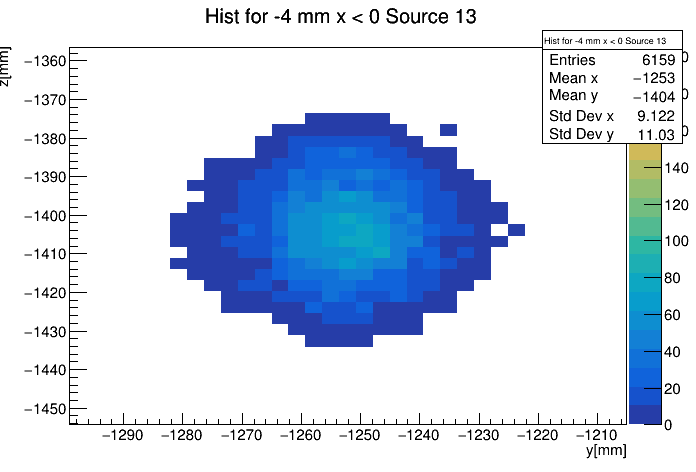 Hist for -4 mm x < 0 Source 13
Hist for -4 mm x < 0 Source 13
Entries 6159
Mean x −1253
Mean y −1404
Std Dev x 9.122
Std Dev y 11.03
z[mm]
−1360
−1370
−1380
−1390
−1400
−1410
−1420
−1430
−1440
−1450
−1290 −1280 −1270 −1260 −1250 −1240 −1230 −1220 −1210
y[mm]
0
0
140
120
100
80
60
40
20
0